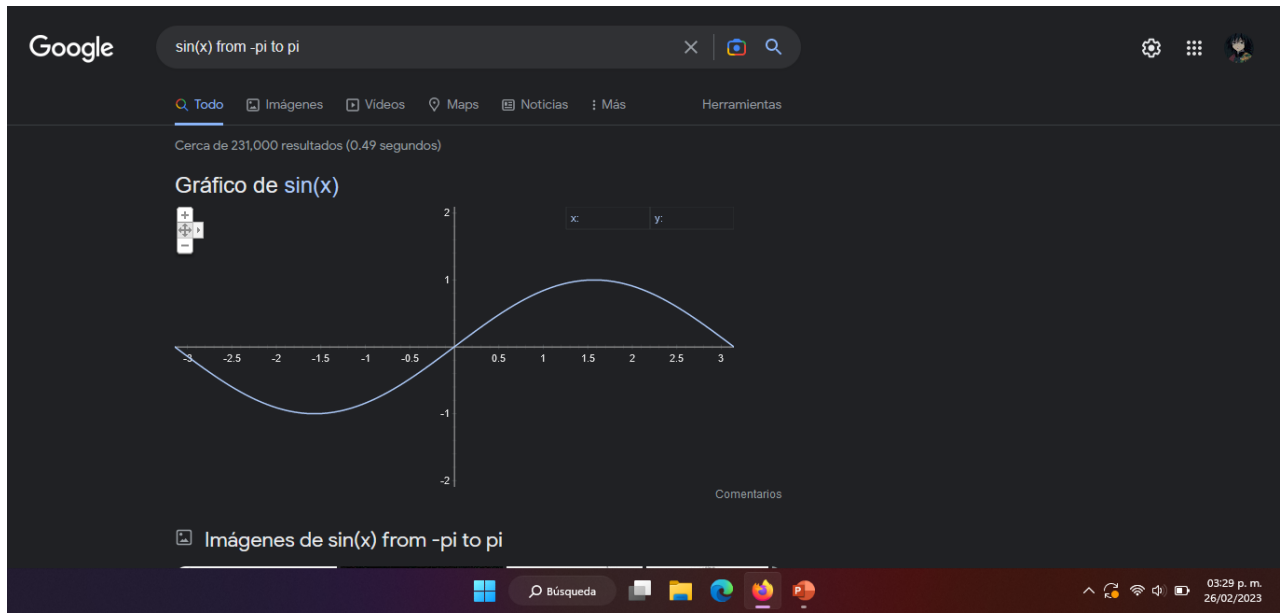 Google
sin(x) from -pi to pi
Todo Imágenes Vídeos Maps Noticias Más Herramientas
Cerca de 231,000 resultados (0.49 segundos)
Gráfico de sin(x)
x: y:
2
1
-3 -2.5 -2 -1.5 -1 -0.5 0.5 1 1.5 2 2.5 3
-1
-2
Comentarios
Imágenes de sin(x) from -pi to pi
Búsqueda
03:29 p. m.
26/02/2023